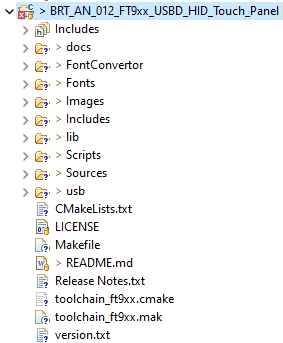 > BRT_AN_012_FT9xx_USBD_HID_Touch_Panel
Includes
> docs
> FontConvertor
> Fonts
> Images
> Includes
> lib
> Scripts
> Sources
> usb
CMakeLists.txt
LICENSE
Makefile
> README.md
Release Notes.txt
toolchain_ft9xx.cmake
toolchain_ft9xx.mak
version.txt